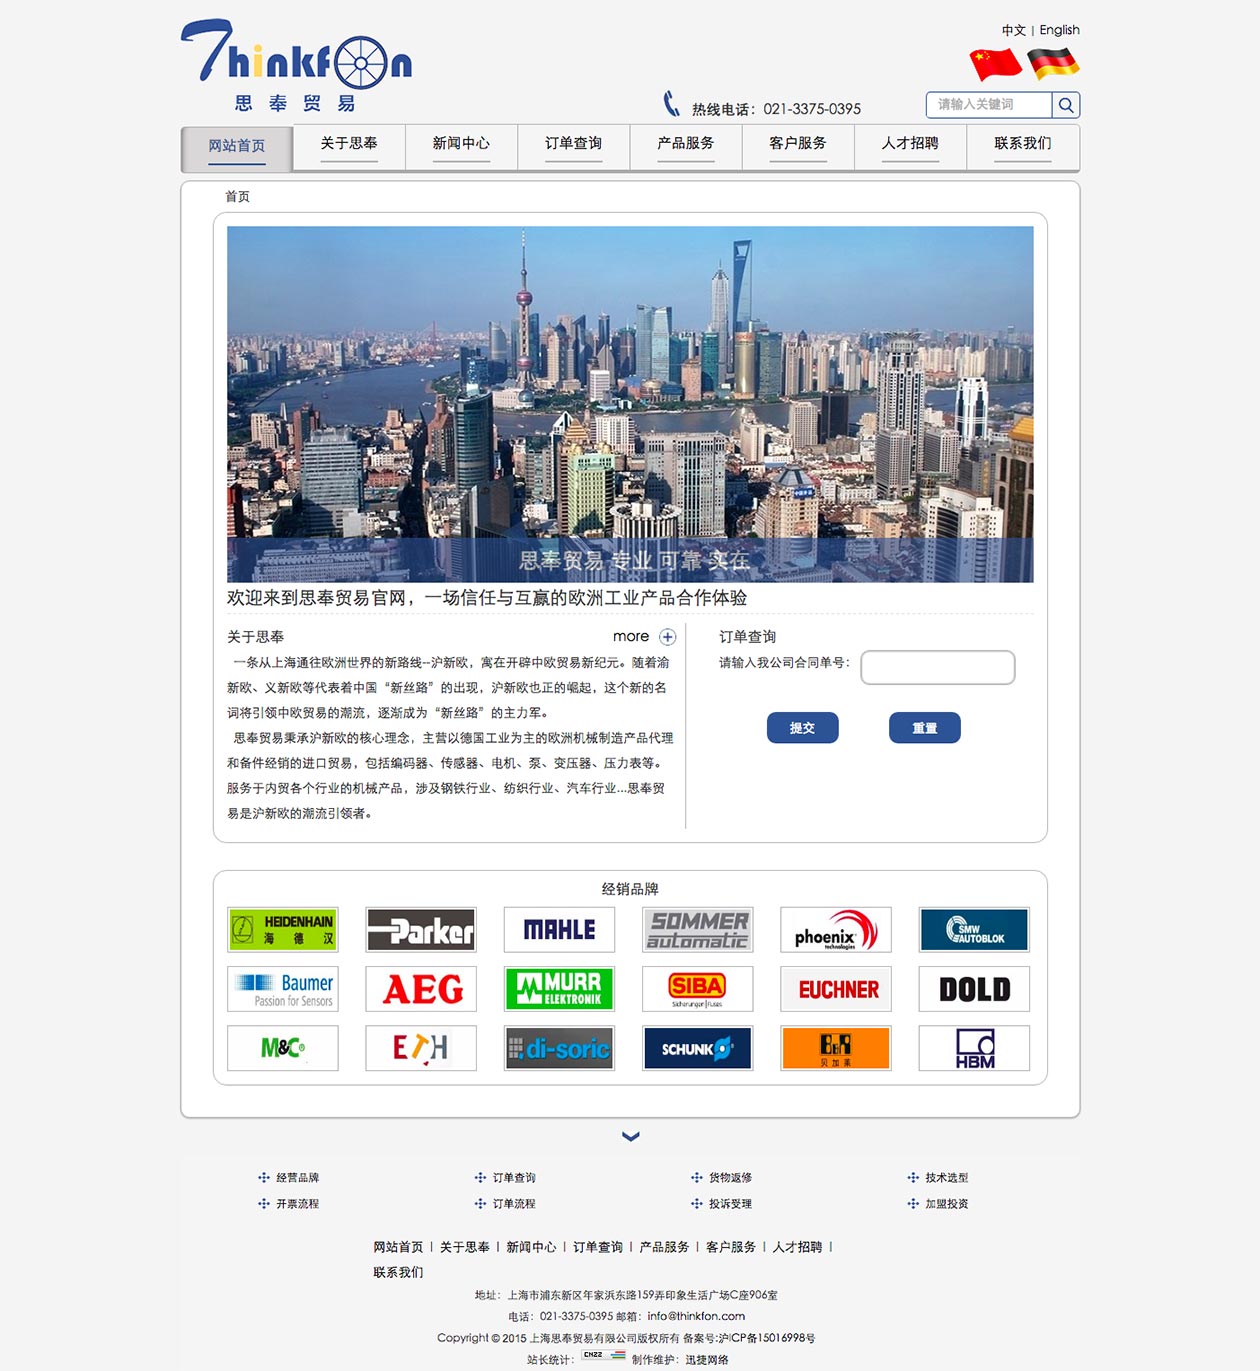 Thinkfon
思奉贸易
中文 | English
热线电话：021-3375-0395
请输入关键词
网站首页 关于思奉 新闻中心 订单查询 产品服务 客户服务 人才招聘 联系我们
首页
思奉贸易 专业 可靠 实在
欢迎来到思奉贸易官网，一场信任与互赢的欧洲工业产品合作体验
关于思奉 more
一条从上海通往欧洲世界的新路线--沪新欧，寓在开辟中欧贸易新纪元。随着渝
新欧、义新欧等代表着中国“新丝路”的出现，沪新欧也正的崛起，这个新的名
词将引领中欧贸易的潮流，逐渐成为“新丝路”的主力军。
思奉贸易秉承沪新欧的核心理念，主营以德国工业为主的欧洲机械制造产品代理
和备件经销的进口贸易，包括编码器、传感器、电机、泵、变压器、压力表等。
服务于内贸各个行业的机械产品，涉及钢铁行业、纺织行业、汽车行业...思奉贸
易是沪新欧的潮流引领者。
订单查询
请输入我公司合同单号：
提交 重置
经销品牌
HEIDENHAIN
海德汉
Parker
MAHLE
SOMMER
automatic
phoenix
technologies
SMW
AUTOBLOK
Baumer
Passion for Sensors
AEG
MURR
ELEKTRONIK
SIBA
Sicherungen|Fuses
EUCHNER
DOLD
M&C®
ETH
di-soric
SCHUNK
B&R
贝加莱
HBM
经营品牌 订单查询 货物返修 技术选型
开票流程 订单流程 投诉受理 加盟投资
网站首页 | 关于思奉 | 新闻中心 | 订单查询 | 产品服务 | 客户服务 | 人才招聘 |
联系我们
地址：上海市浦东新区年家浜东路159弄印象生活广场C座906室
电话：021-3375-0395 邮箱：info@thinkfon.com
Copyright © 2015 上海思奉贸易有限公司版权所有 备案号:沪ICP备15016998号
站长统计： CNZZ 制作维护：迅捷网络